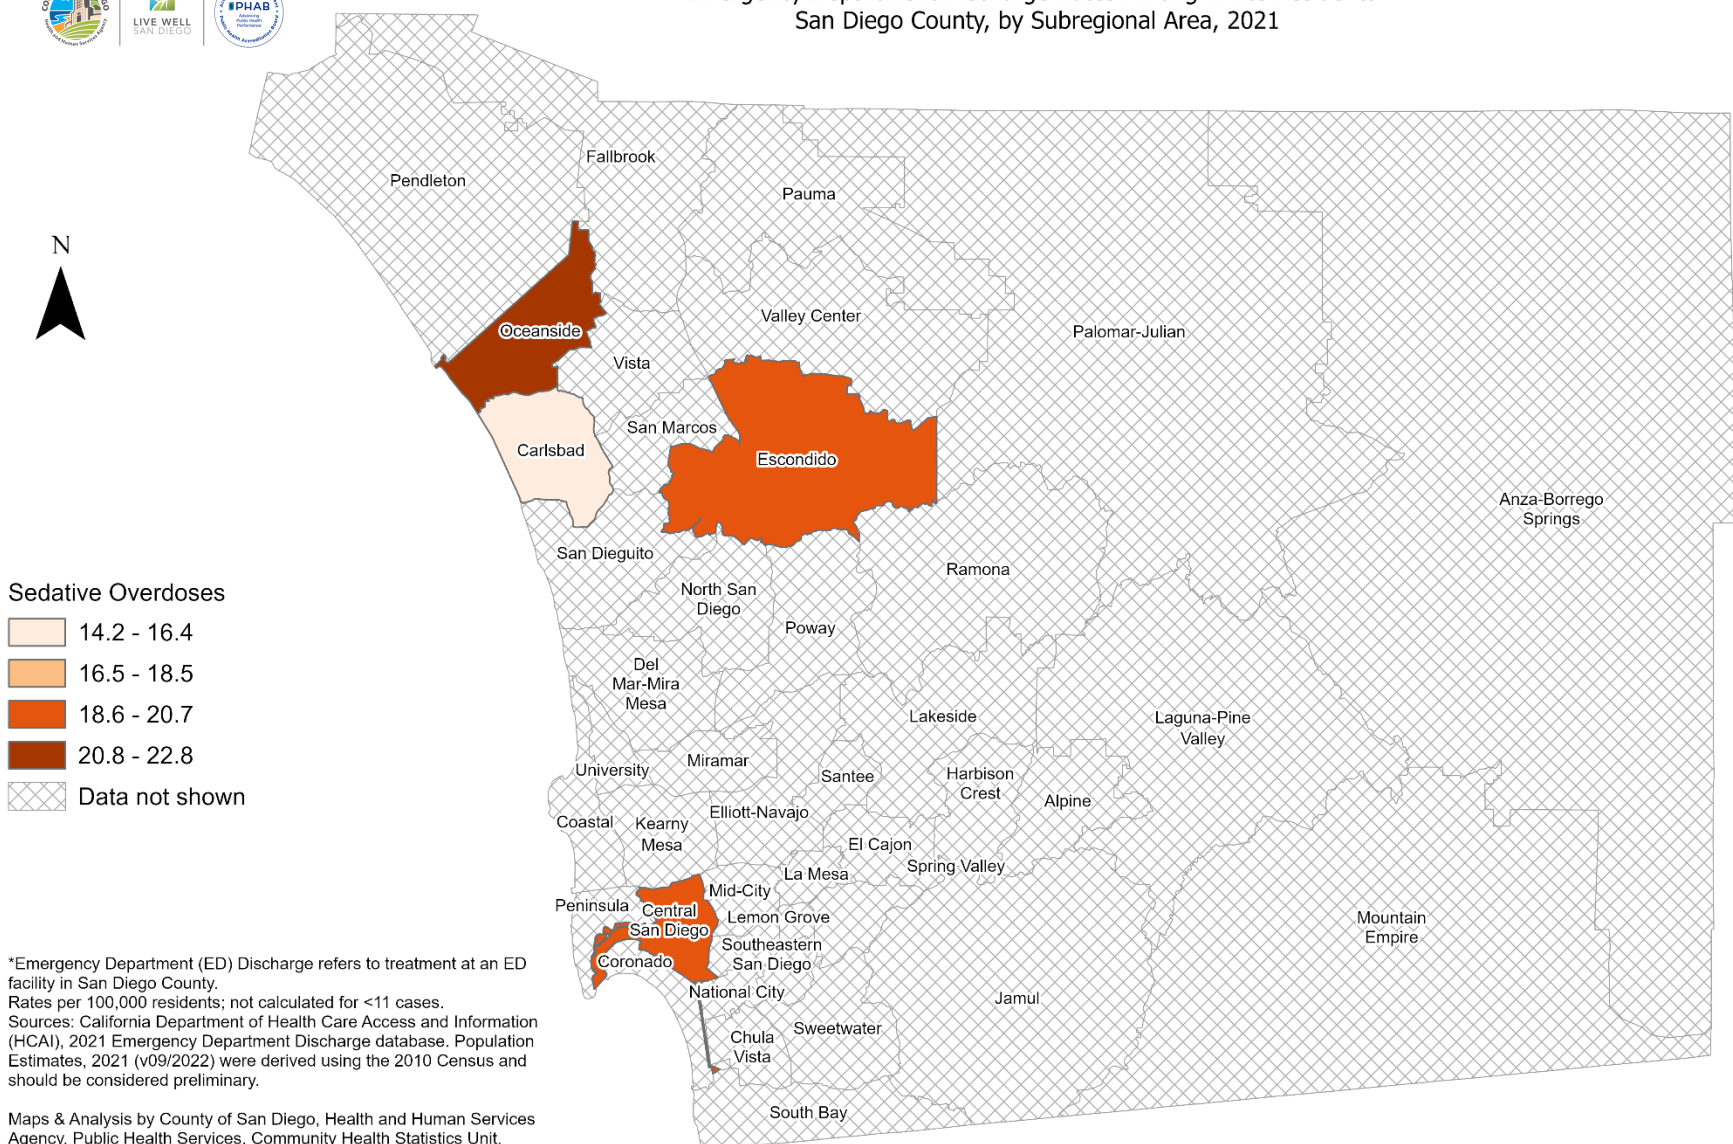 LIVE WELL
SAN DIEGO
PHAB
Advancing
Public Health
Performance
San Diego County, by Subregional Area, 2021
Fallbrook
Pendleton
Pauma
N
Oceanside
Valley Center
Palomar-Julian
Vista
San Marcos
Carlsbad
Escondido
Anza-Borrego
Springs
San Dieguito
Ramona
North San
Diego
Poway
Del
Mar-Mira
Mesa
Lakeside
Laguna-Pine
Valley
University
Miramar
Santee
Harbison
Crest
Alpine
Coastal
Kearny
Mesa
Elliott-Navajo
El Cajon
La Mesa
Spring Valley
Mid-City
Peninsula
Central
San Diego
Lemon Grove
Mountain
Empire
Southeastern
San Diego
Coronado
National City
Jamul
Chula
Vista
Sweetwater
South Bay
Sedative Overdoses
14.2 - 16.4
16.5 - 18.5
18.6 - 20.7
20.8 - 22.8
Data not shown
*Emergency Department (ED) Discharge refers to treatment at an ED
facility in San Diego County.
Rates per 100,000 residents; not calculated for <11 cases.
Sources: California Department of Health Care Access and Information
(HCAI), 2021 Emergency Department Discharge database. Population
Estimates, 2021 (v09/2022) were derived using the 2010 Census and
should be considered preliminary.
Maps & Analysis by County of San Diego, Health and Human Services
Agency, Public Health Services, Community Health Statistics Unit.